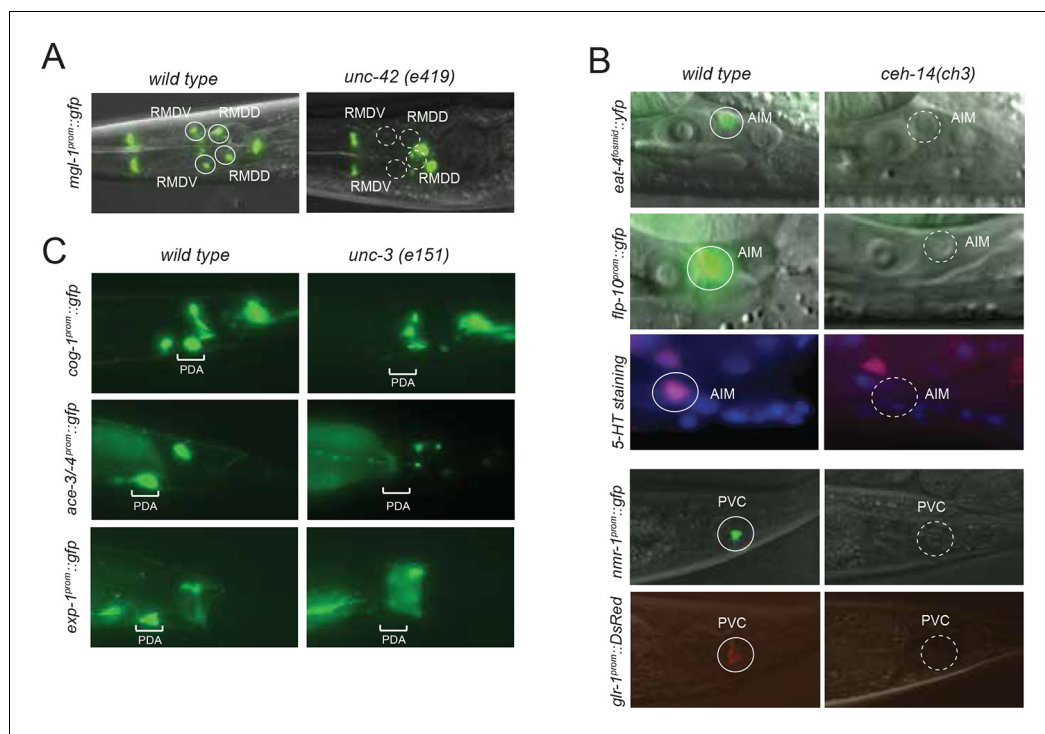 A
wild type
unc-42 (e419)
mgl-1prom::gfp
RMDV
RMDD
RMDV
RMDD
RMDV
RMDD
RMDV
RMDD
B
wild type
ceh-14(ch3)
eat-4fosmid::yfp
AIM
AIM
flp-10prom::gfp
AIM
AIM
5-HT staining
AIM
AIM
nmr-1prom::gfp
PVC
PVC
glr-1prom::DsRed
PVC
PVC
C
wild type
unc-3 (e151)
cog-1prom::gfp
PDA
PDA
ace-3/-4prom::gfp
PDA
PDA
exp-1prom::gfp
PDA
PDA